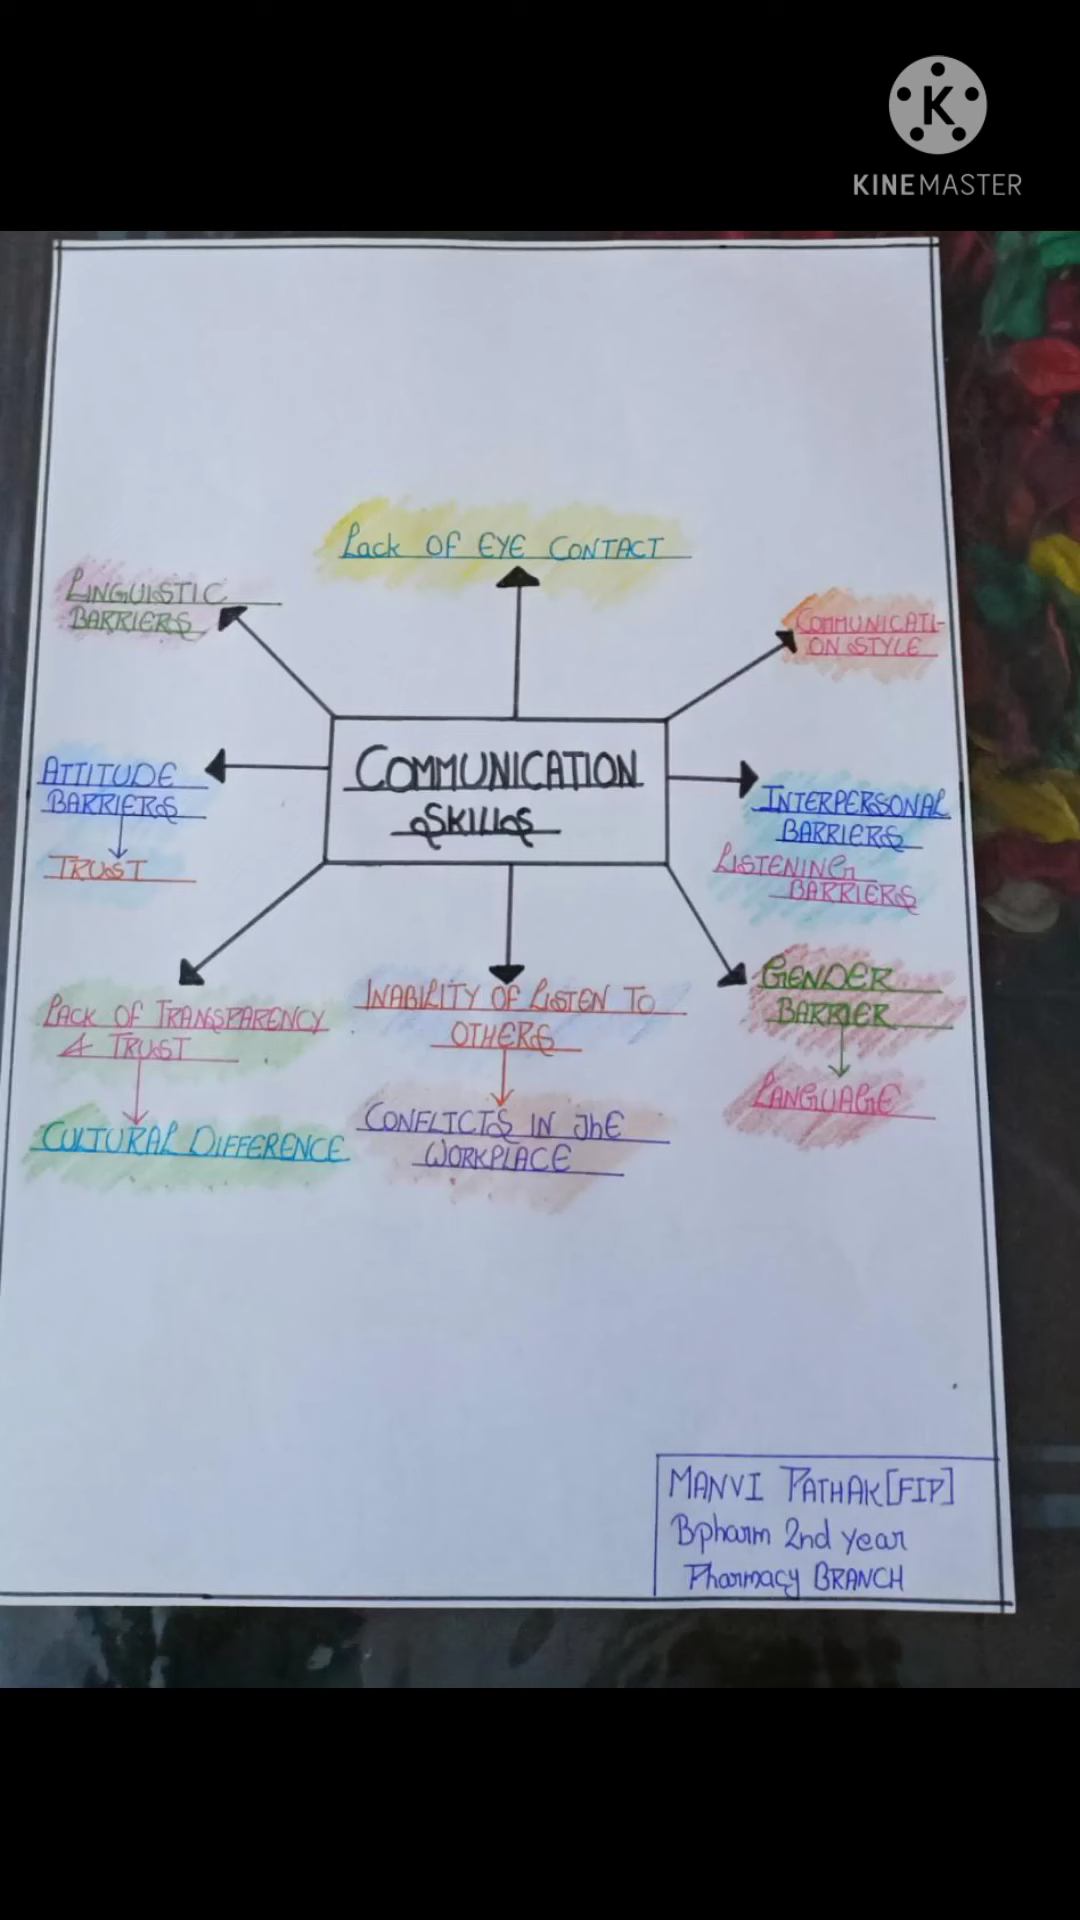 K
KINEMASTER
Lack OF EYE CONTACT
LINGUISTIC
BARRIERS
COMMUNICATI-
ON STYLE
COMMUNICATION
SKILLS
ATTITUDE
BARRIERS
TRUST
INTERPERSONAL
BARRIERS
LISTENING
BARRIERS
LACK OF TRANSPARENCY
& TRUST
CULTURAL DIFFERENCE
INABILITY OF LISTEN TO
OTHERS
CONFLICTS IN ThE
WORKPLACE
GENDER
BARRIER
LANGUAGE
MANVI PATHAK[FIP]
Bpharm 2nd year
Pharmacy BRANCH